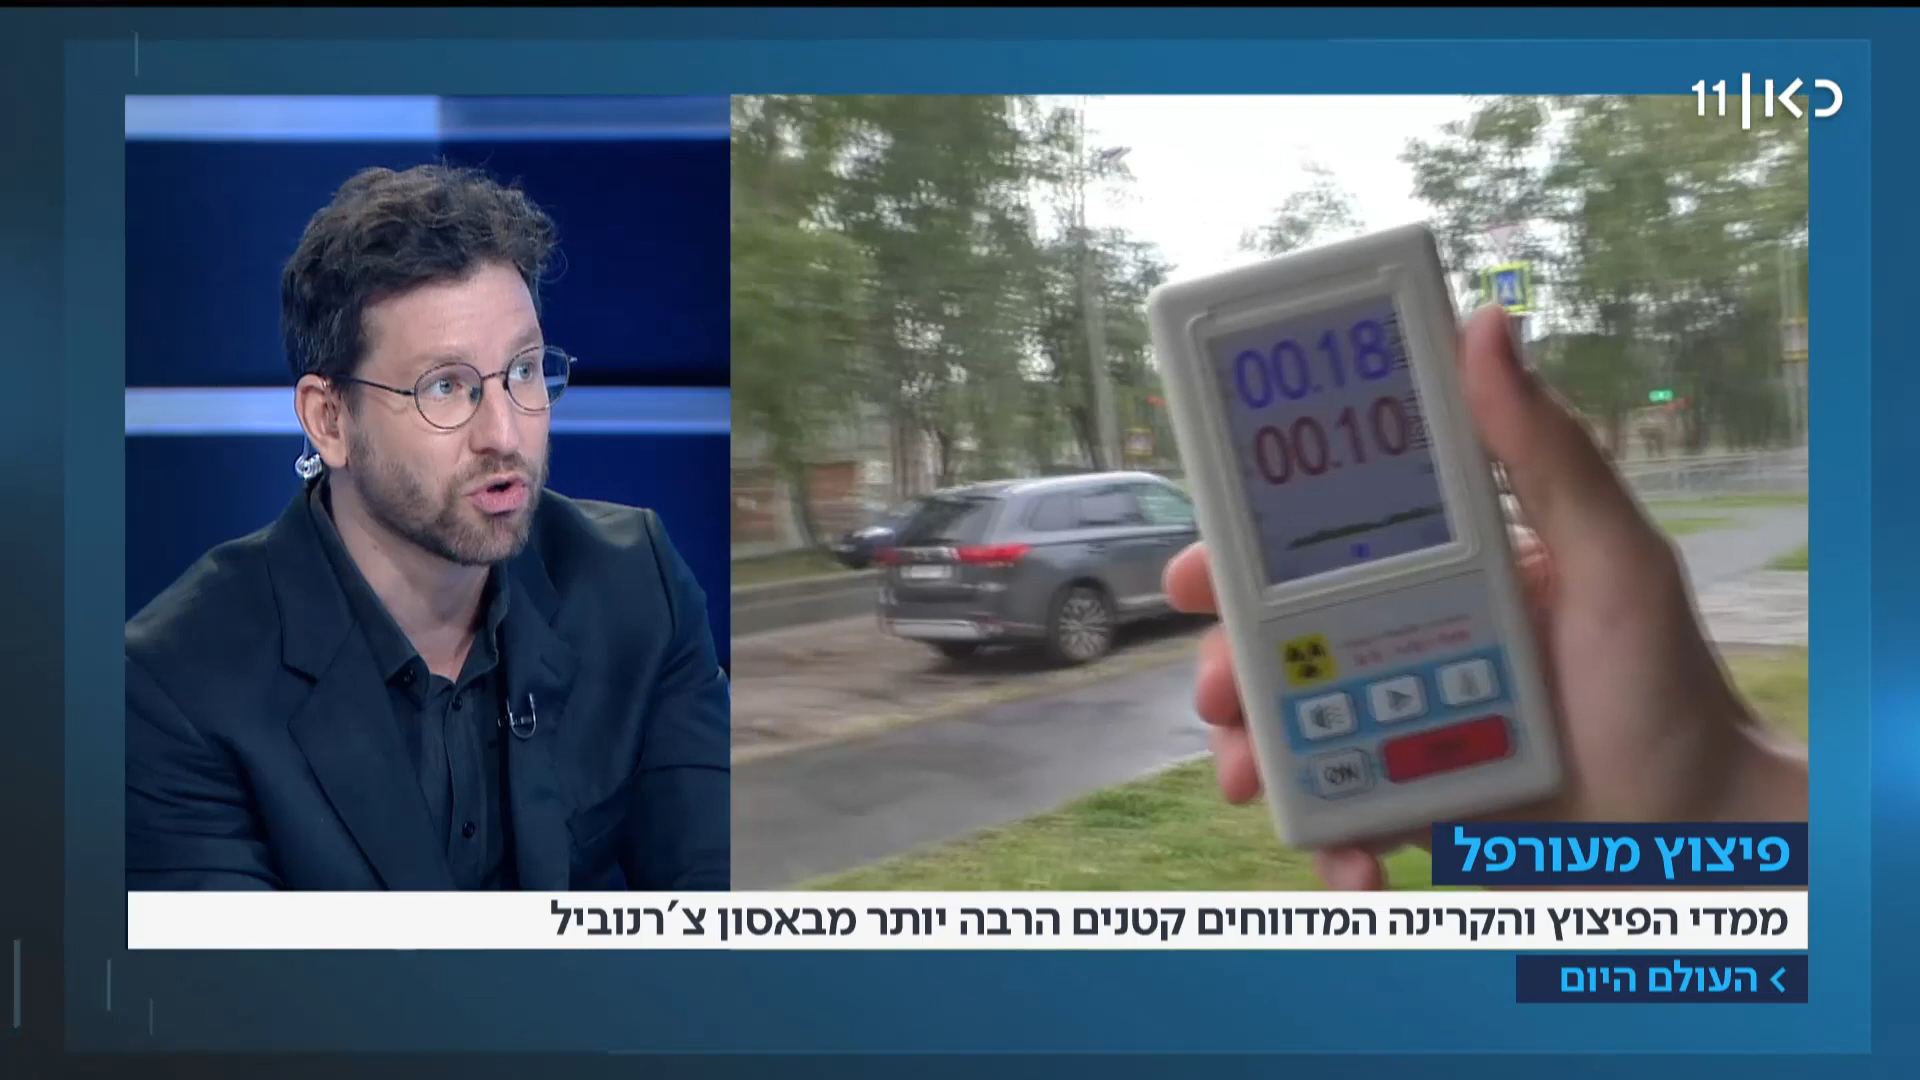 כאן 11
00.18
00.10
פיצוץ מעורפל
ממדי הפיצוץ והקרינה המדווחים קטנים הרבה יותר מבאסון צ׳רנוביל
העולם היום